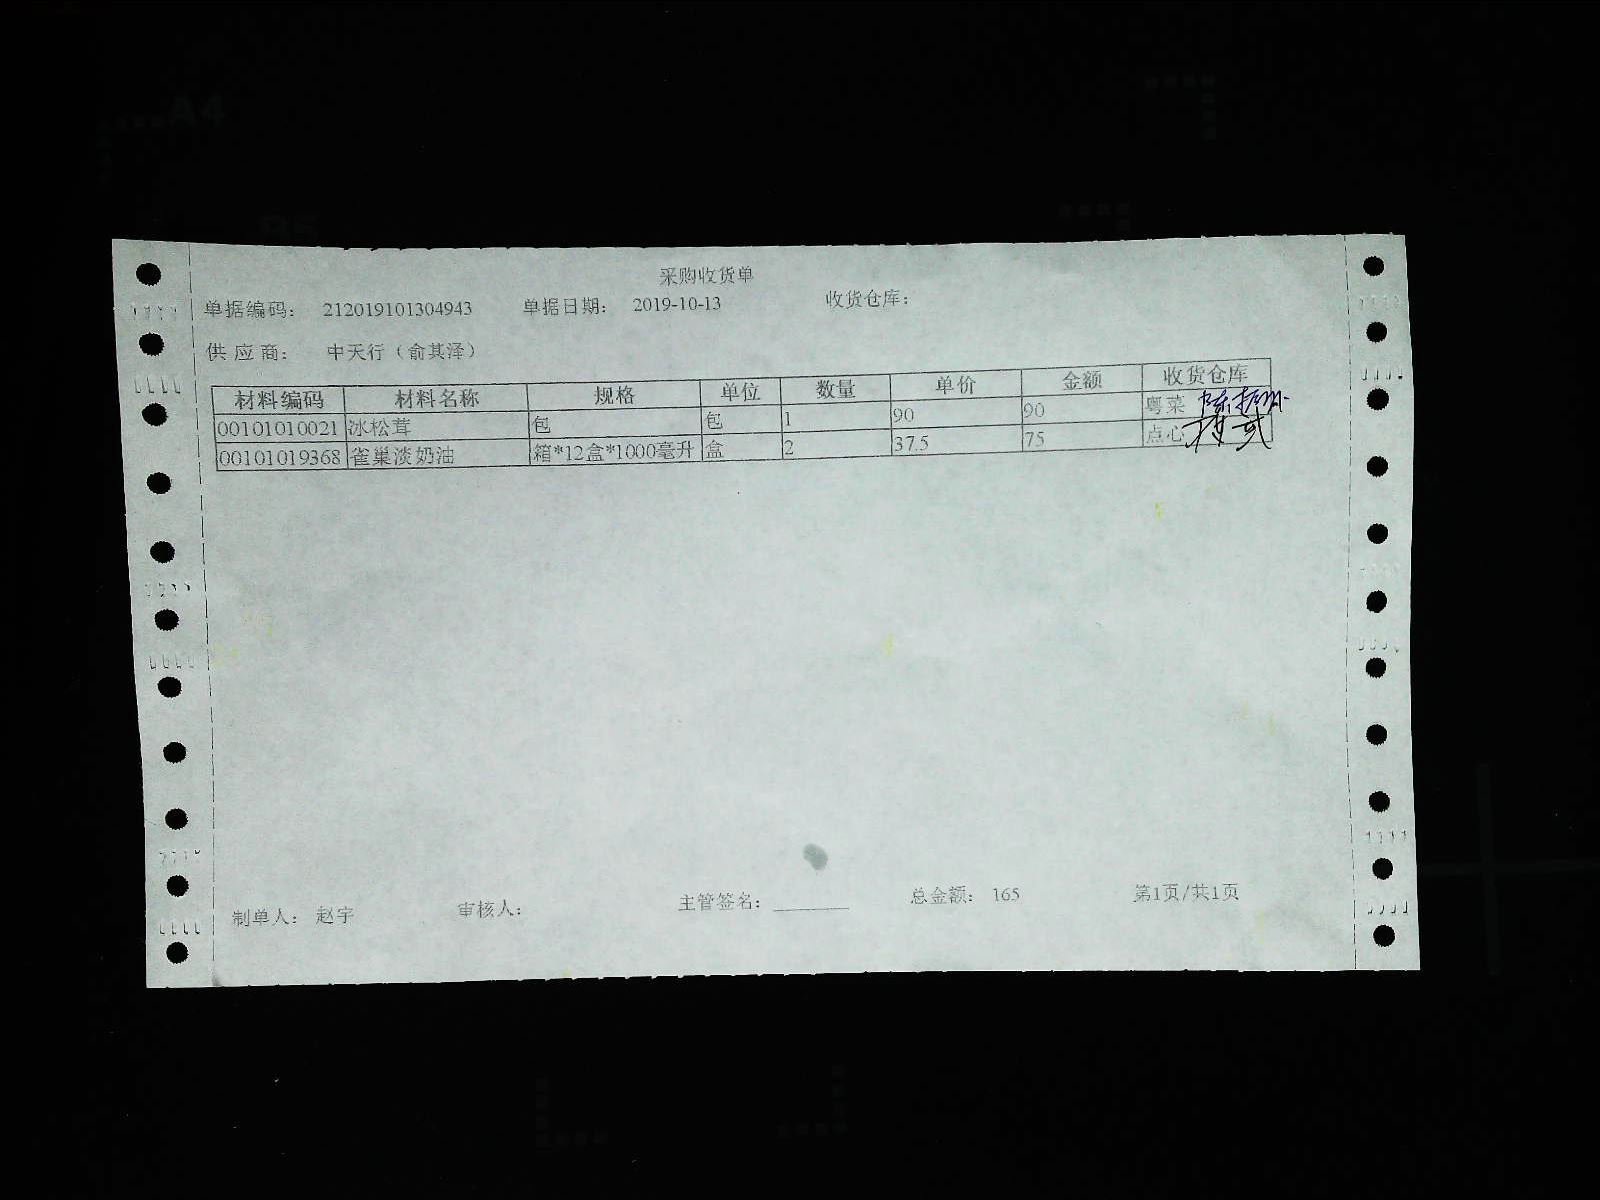 采购收货单
单据编码: 212019101304943 单据日期: 2019-10-13 收货仓库:
供应商: 中天行(俞其泽)
材料编码 材料名称 规格 单位 数量 单价 金额 收货仓库
00101010021 冰松茸 包 包 1 90 90 粤菜
00101019368 雀巢淡奶油 箱*12盒*1000毫升 盒 2 37.5 75 点心
制单人: 赵宇 审核人: 主管签名: 总金额: 165 第1页/共1页